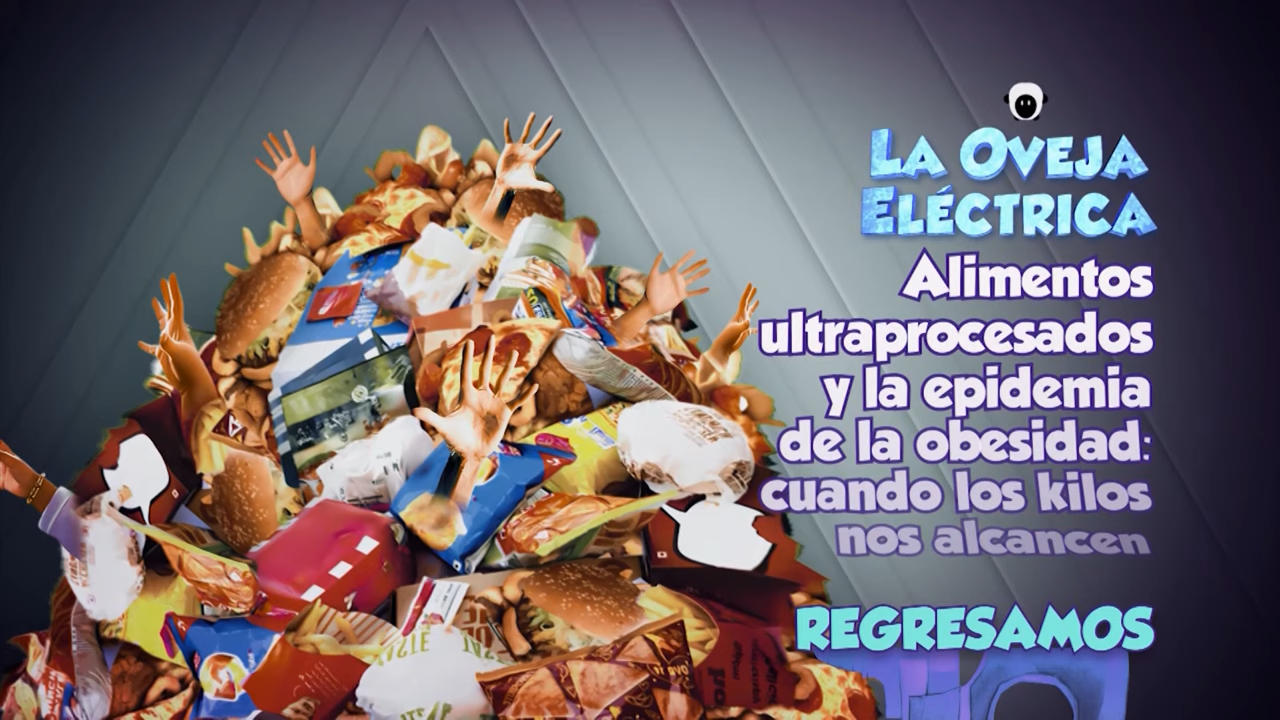 LA OVEJA
ELÉCTRICA
Alimentos
ultraprocesados
y la epidemia
de la obesidad:
cuando los kilos
nos alcancen
REGRESAMOS